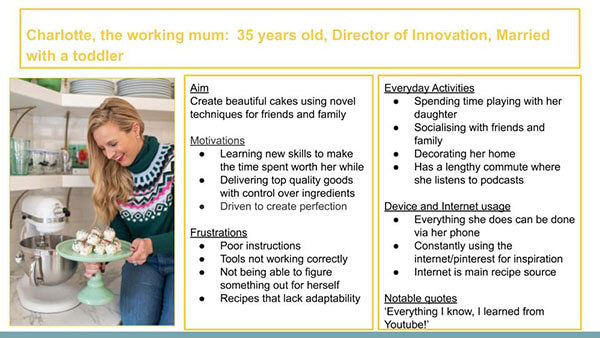 Charlotte, the working mum:  35 years old, Director of Innovation, Married
with a toddler
Aim
Create beautiful cakes using novel
techniques for friends and family
Motivations
● Learning new skills to make
the time spent worth her while
● Delivering top quality goods
with control over ingredients
● Driven to create perfection
Frustrations
● Poor instructions
● Tools not working correctly
● Not being able to figure
something out for herself
● Recipes that lack adaptability
Everyday Activities
● Spending time playing with her
daughter
● Socialising with friends and
family
● Decorating her home
● Has a lengthy commute where
she listens to podcasts
Device and Internet usage
● Everything she does can be done
via her phone
● Constantly using the
internet/pinterest for inspiration
● Internet is main recipe source
Notable quotes
'Everything I know, I learned from
Youtube!'